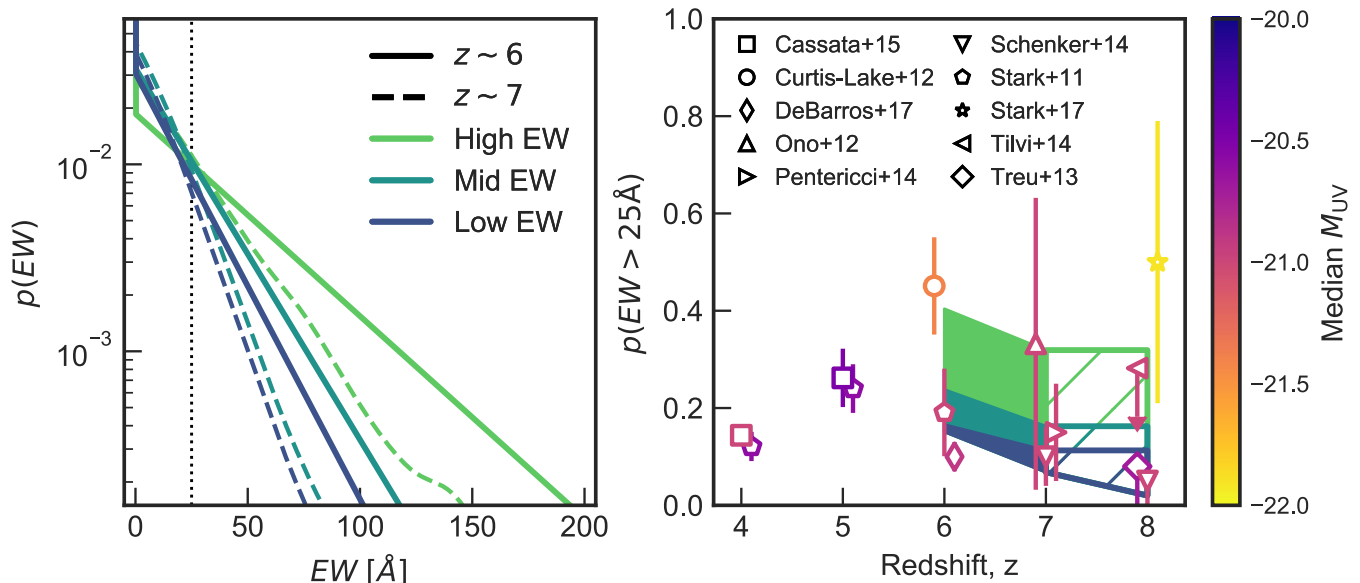 10⁻²
10⁻³
p(EW)
0
50
100
150
200
EW [Å]
z ~ 6
z ~ 7
High EW
Mid EW
Low EW
1.0
0.8
0.6
0.4
0.2
0.0
p(EW > 25Å)
4
5
6
7
8
Redshift, z
Cassata+15
Curtis-Lake+12
DeBarros+17
Ono+12
Pentericci+14
Schenker+14
Stark+11
Stark+17
Tilvi+14
Treu+13
-20.0
-20.5
-21.0
-21.5
-22.0
Median M_UV